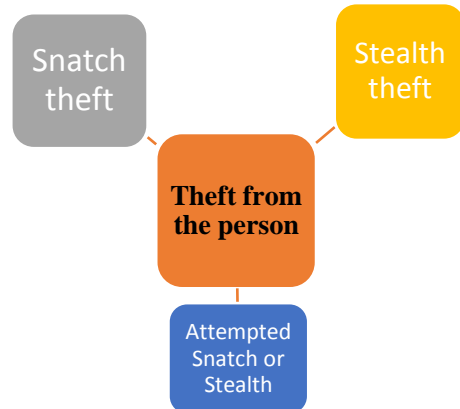 Snatch
theft
Stealth
theft
Theft from
the person
Attempted
Snatch or
Stealth